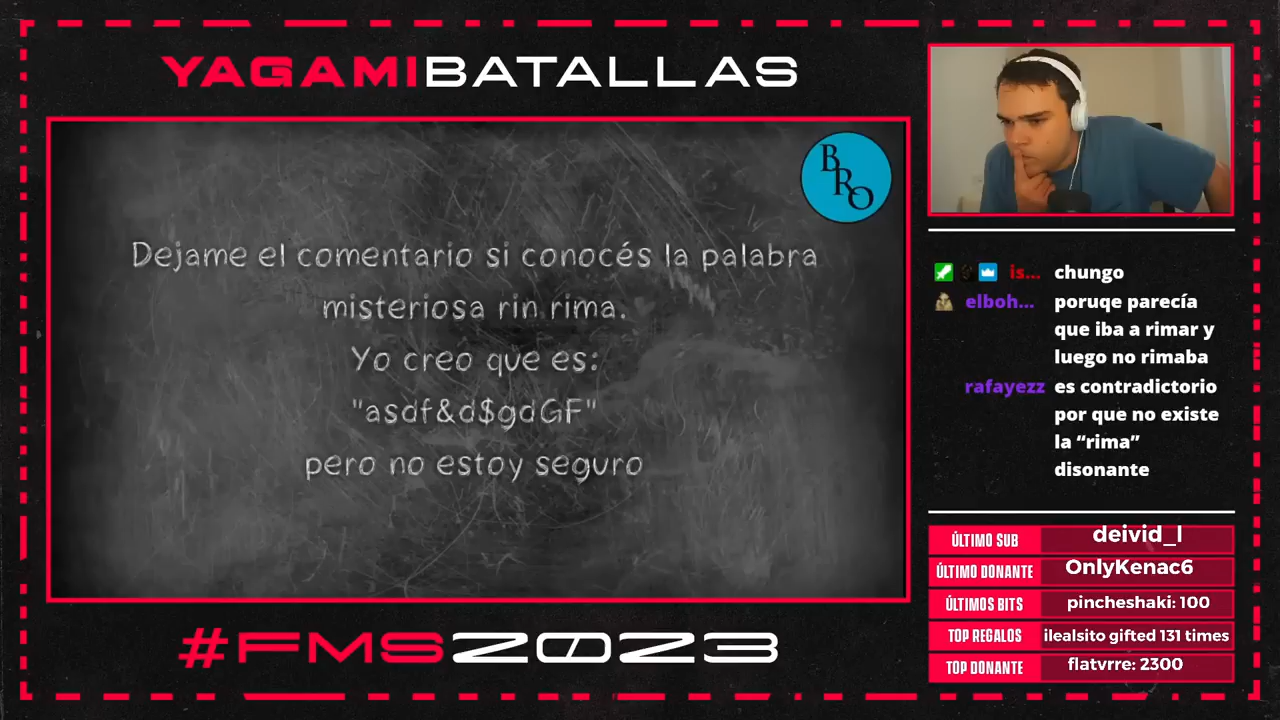 YAGAMIBATALLAS
BRO
Dejame el comentario si conocés la palabra
misteriosa rin rima.
Yo creo que es:
"asdf&d$gdGF"
pero no estoy seguro
#FMS2023
is... chungo
elboh... poruqe parecía
que iba a rimar y
luego no rimaba
rafayezz es contradictorio
por que no existe
la “rima”
disonante
ÚLTIMO SUB deivid_l
ÚLTIMO DONANTE OnlyKenac6
ÚLTIMOS BITS pincheshaki: 100
TOP REGALOS ilealsito gifted 131 times
TOP DONANTE flatvrre: 2300